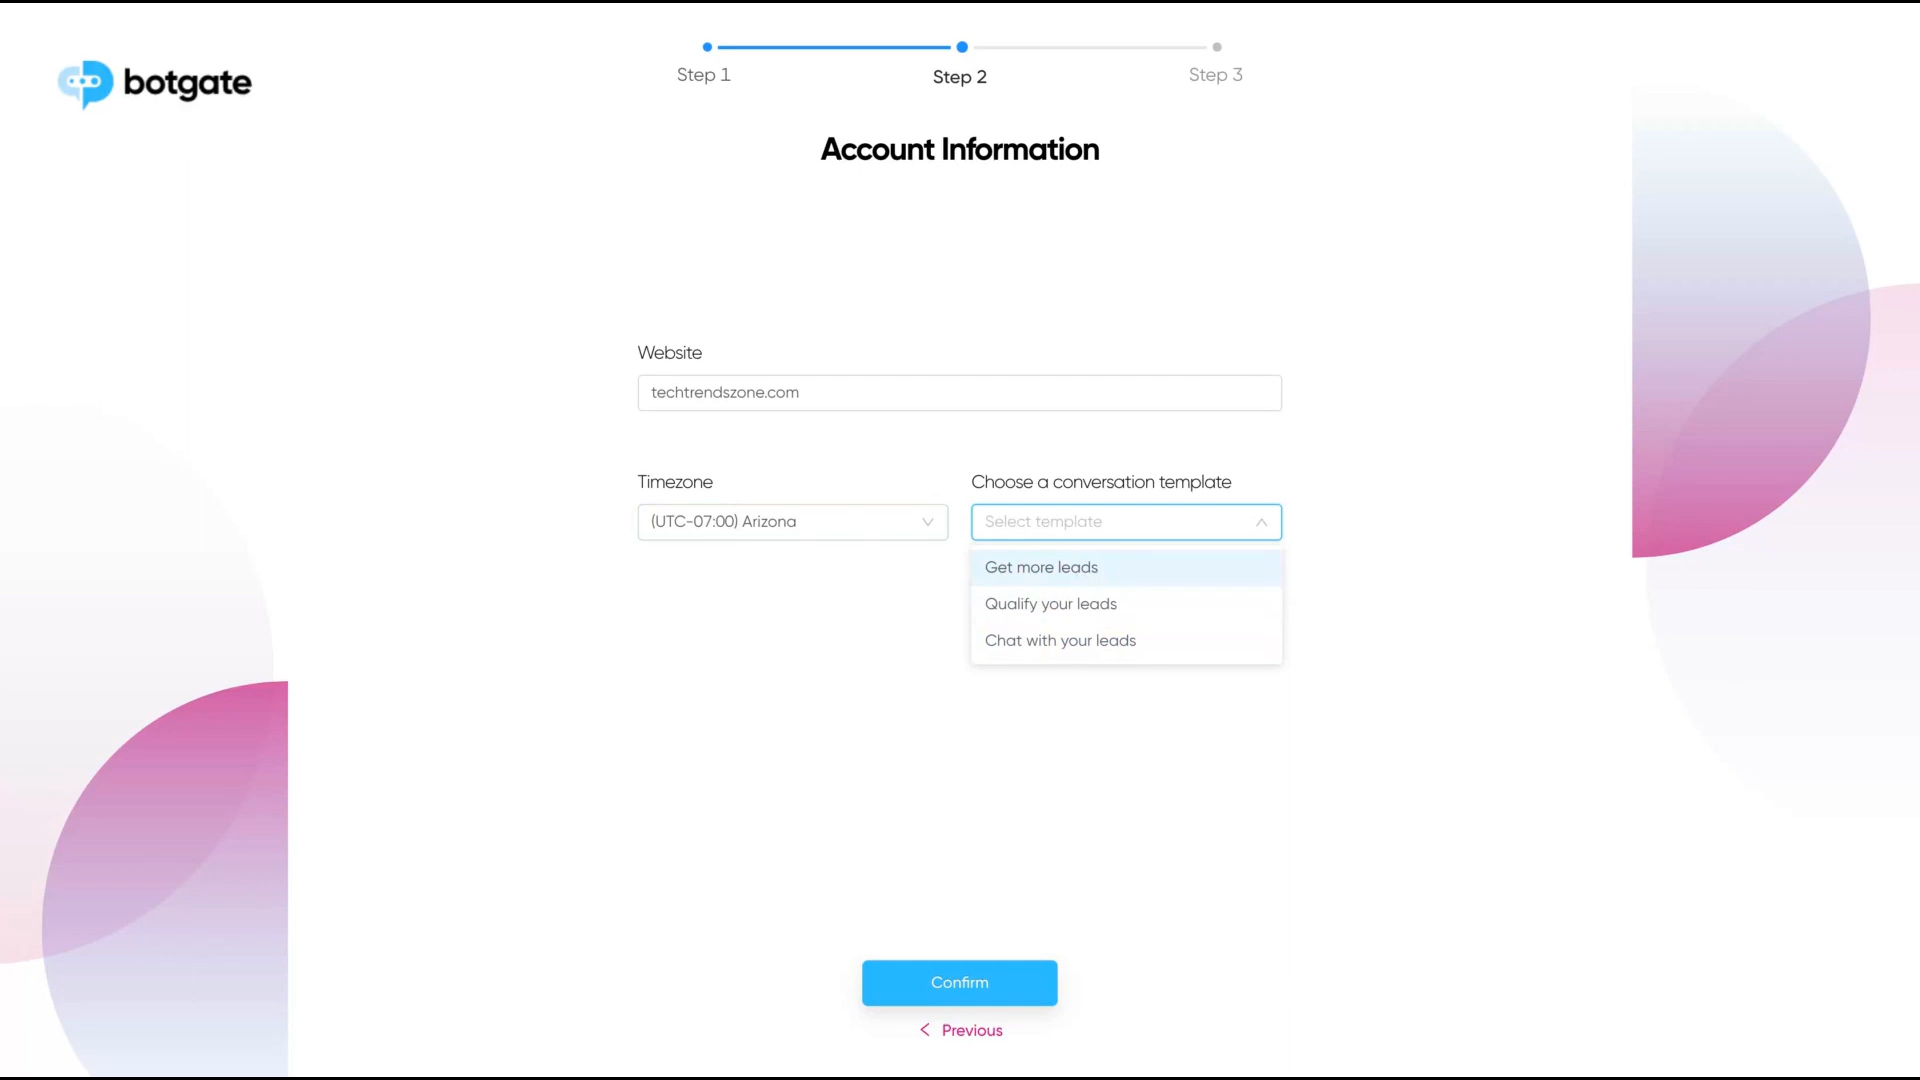 botgate
Step 1
Step 2
Step 3
Account Information
Website
techtrendszone.com
Timezone
(UTC-07:00) Arizona
Choose a conversation template
Select template
Get more leads
Qualify your leads
Chat with your leads
Confirm
Previous